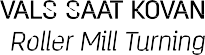 VALS SAAT KOVAN
Roller Mill Turning